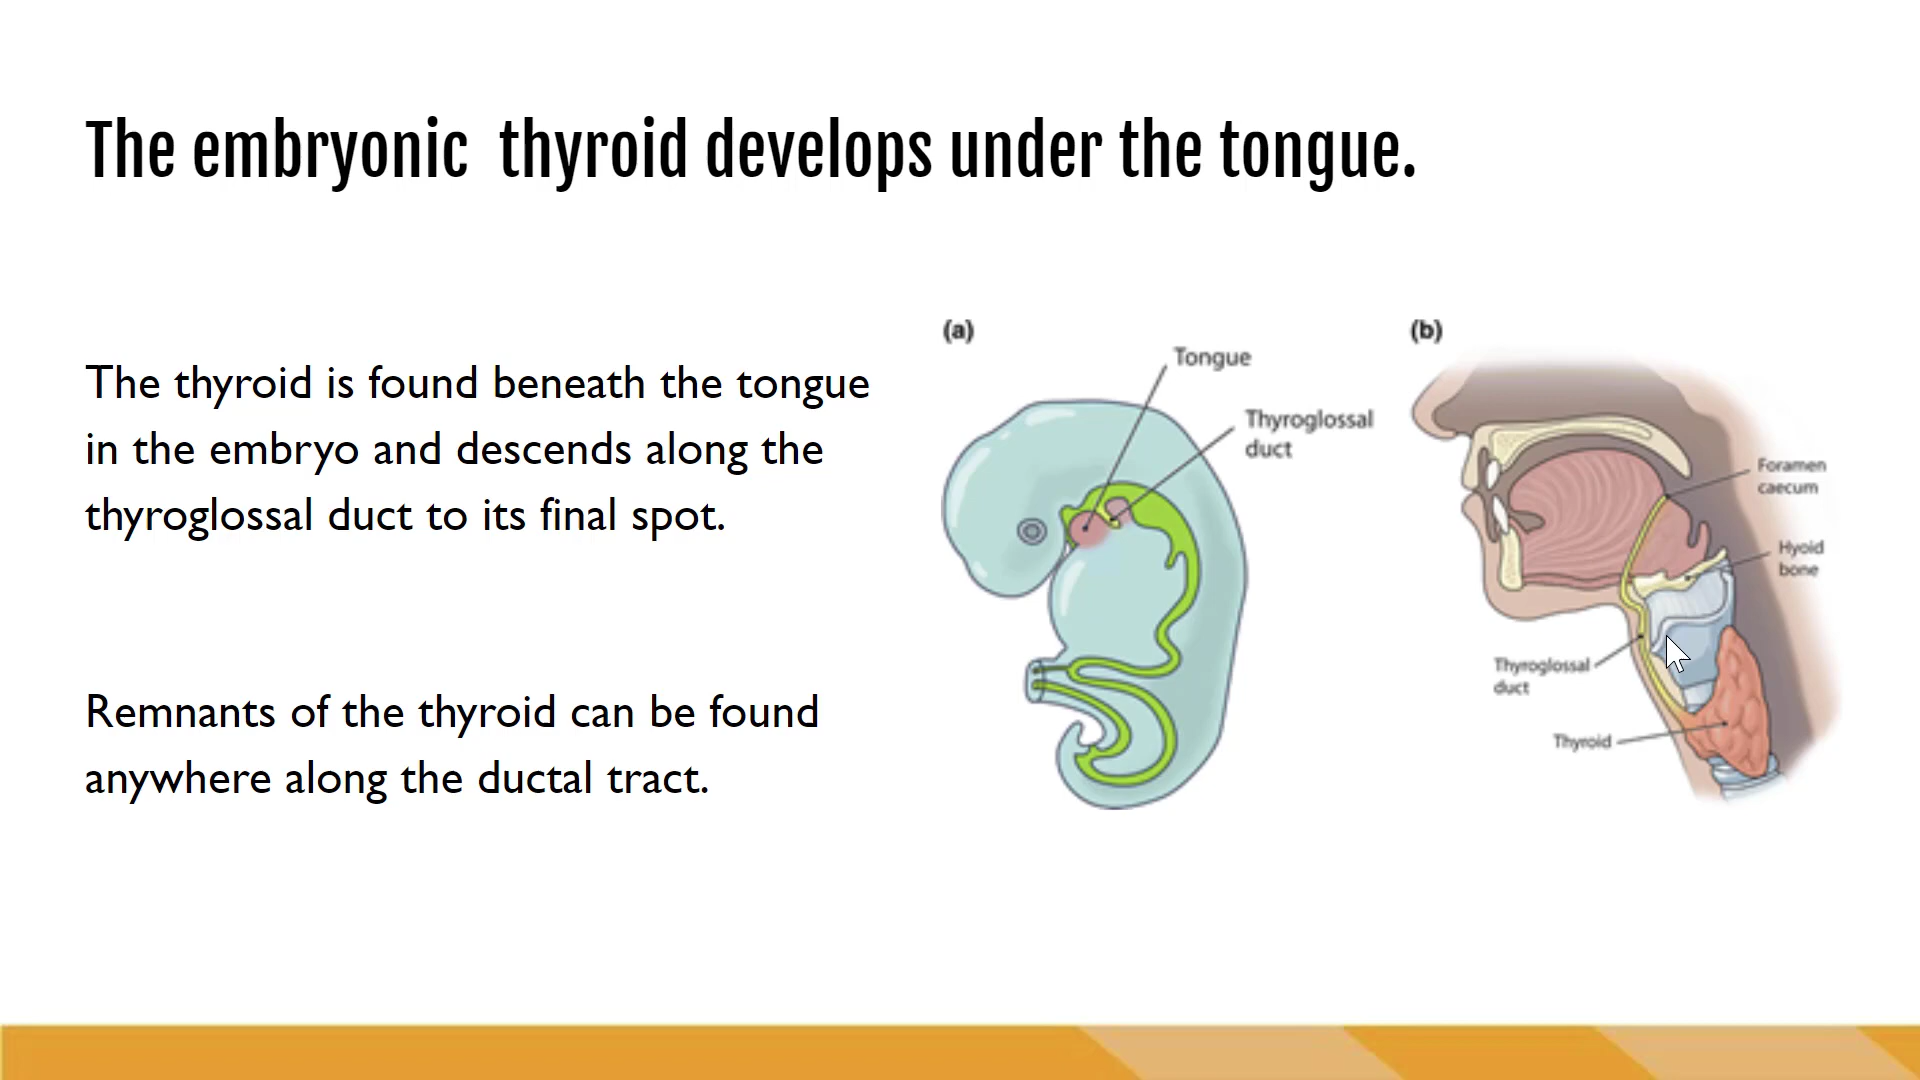 The embryonic  thyroid develops under the tongue.
The thyroid is found beneath the tongue
in the embryo and descends along the
thyroglossal duct to its final spot.
Remnants of the thyroid can be found
anywhere along the ductal tract.
(a)
Tongue
Thyroglossal
duct
(b)
Foramen
caecum
Hyoid
bone
Thyroglossal
duct
Thyroid